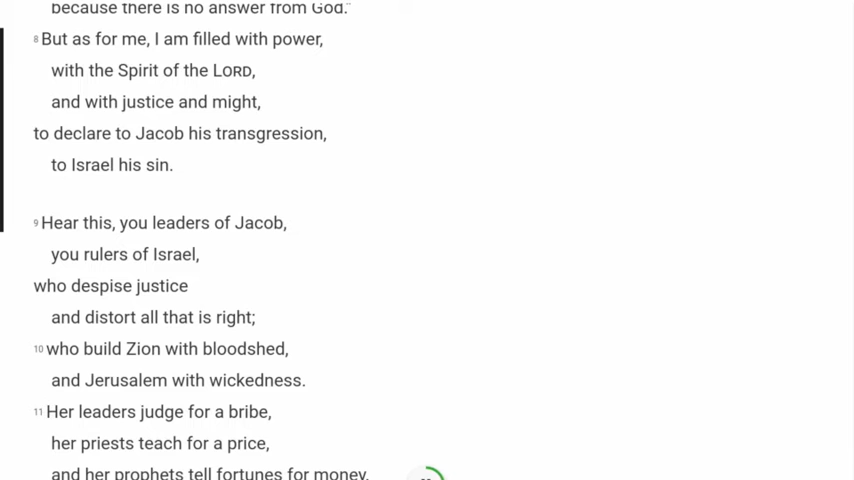 because there is no answer from God."
8 But as for me, I am filled with power,
with the Spirit of the LORD,
and with justice and might,
to declare to Jacob his transgression,
to Israel his sin.
9 Hear this, you leaders of Jacob,
you rulers of Israel,
who despise justice
and distort all that is right;
10 who build Zion with bloodshed,
and Jerusalem with wickedness.
11 Her leaders judge for a bribe,
her priests teach for a price,
and her prophets tell fortunes for money.